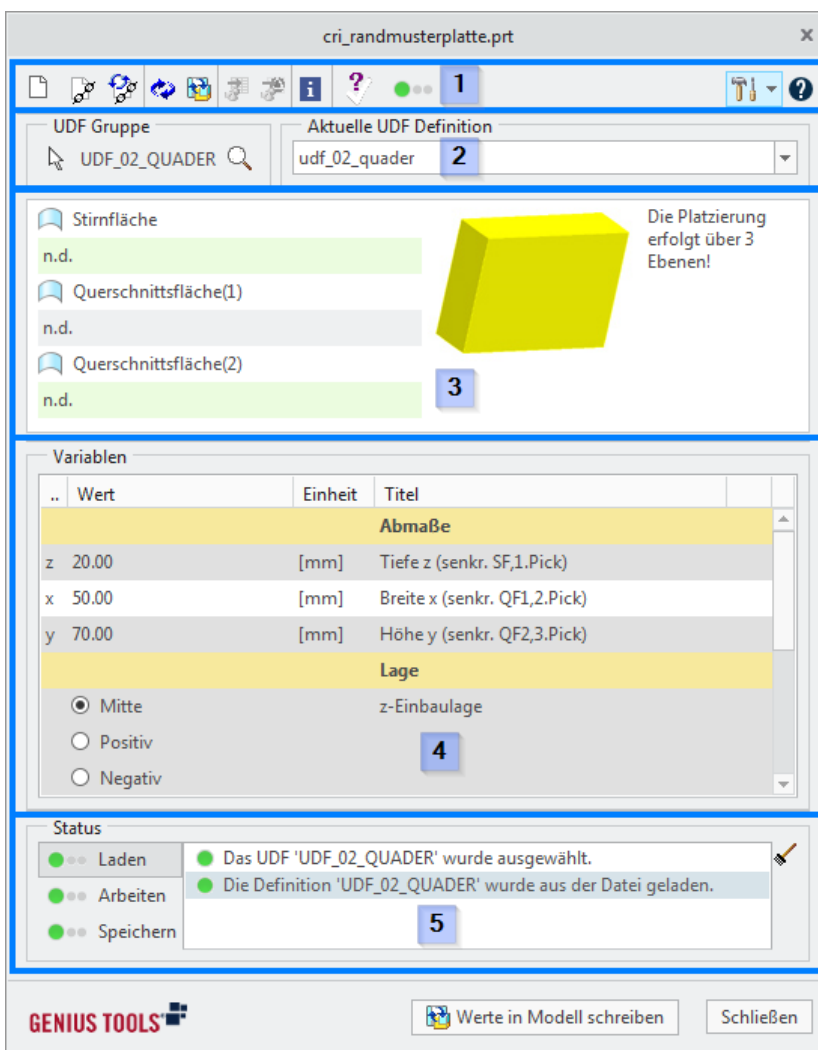 cri_randmusterplatte.prt x
1
UDF Gruppe
Aktuelle UDF Definition
UDF_02_QUADER
udf_02_quader
2
Stirnfläche
n.d.
Querschnittsfläche(1)
n.d.
Querschnittsfläche(2)
n.d.
Die Platzierung
erfolgt über 3
Ebenen!
3
Variablen
.. Wert Einheit Titel
Abmaße
z 20.00 [mm] Tiefe z (senkr. SF,1.Pick)
x 50.00 [mm] Breite x (senkr. QF1,2.Pick)
y 70.00 [mm] Höhe y (senkr. QF2,3.Pick)
Lage
Mitte z-Einbaulage
Positiv
Negativ
4
Status
Laden
Arbeiten
Speichern
Das UDF 'UDF_02_QUADER' wurde ausgewählt.
Die Definition 'UDF_02_QUADER' wurde aus der Datei geladen.
5
GENIUS TOOLS
Werte in Modell schreiben
Schließen